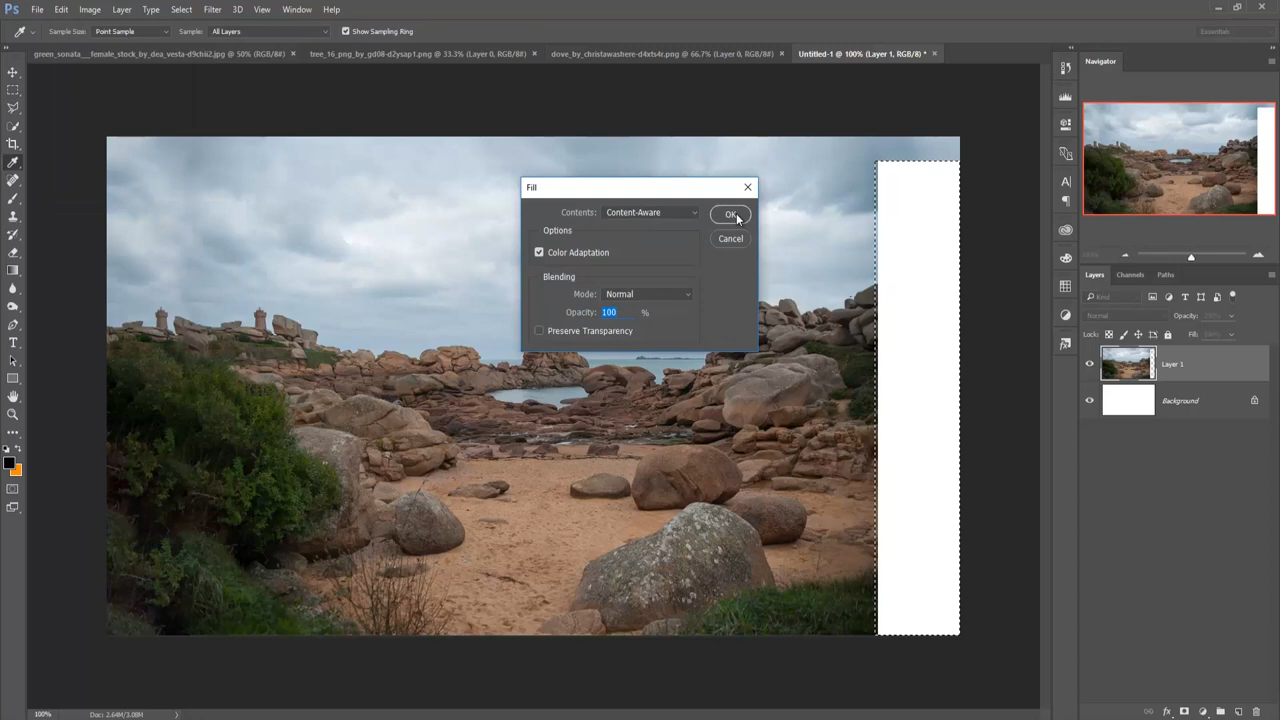 Ps File Edit Image Layer Type Select Filter 3D View Window Help
Sample Size: Point Sample Sample: All Layers Show Sampling Ring Essentials
green_sonata__female_stock_by_dea_vesta-d9chii2.jpg @ 50% (RGB/8#) × tree_16_png_by_gd08-d2ysap1.png @ 33.3% (Layer 0, RGB/8#) × dove_by_christawashere-d4xts4r.png @ 66.7% (Layer 0, RGB/8#) × Untitled-1 @ 100% (Layer 1, RGB/8) * ×
Navigator
Fill
Contents: Content-Aware OK
Options
Cancel
Color Adaptation
Blending
Mode: Normal
Opacity: 100 %
Preserve Transparency
Layers Channels Paths
Kind
Normal Opacity: 100%
Lock: Fill: 100%
Layer 1
Background
100% Doc: 2.64M/3.08M